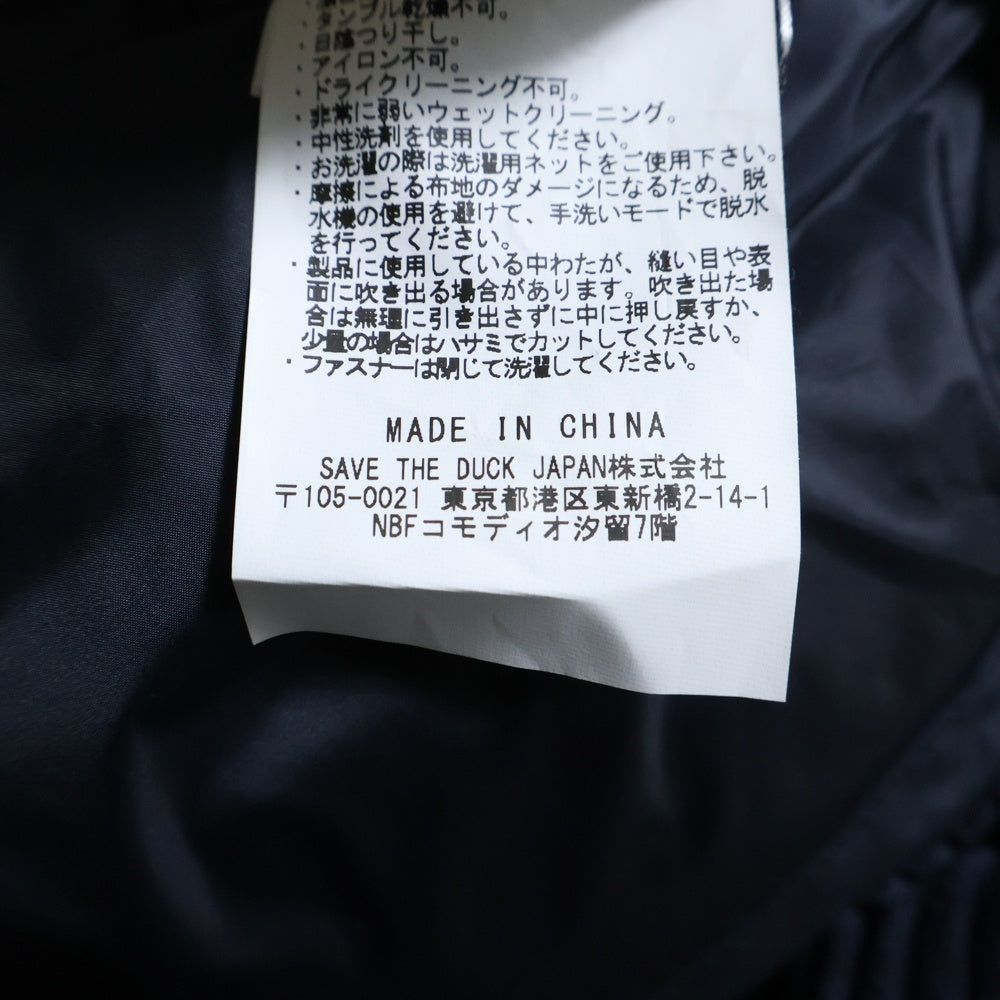 ・タンブル乾燥不可。
・日陰つり干し。
・アイロン不可。
・ドライクリーニング不可。
・非常に弱いウェットクリーニング。
・中性洗剤を使用してください。
・お洗濯の際は洗濯用ネットをご使用下さい。
・摩擦による布地のダメージになるため、脱
水機の使用を避けて、手洗いモードで脱水
を行ってください。
・製品に使用している中わたが、縫い目や表
面に吹き出る場合があります。吹き出た場
合は無理に引き出さずに中に押し戻すか、
少量の場合はハサミでカットしてください。
・ファスナーは閉じて洗濯してください。
MADE IN CHINA
SAVE THE DUCK JAPAN株式会社
〒105-0021 東京都港区東新橋2-14-1
NBFコモディオ汐留7階